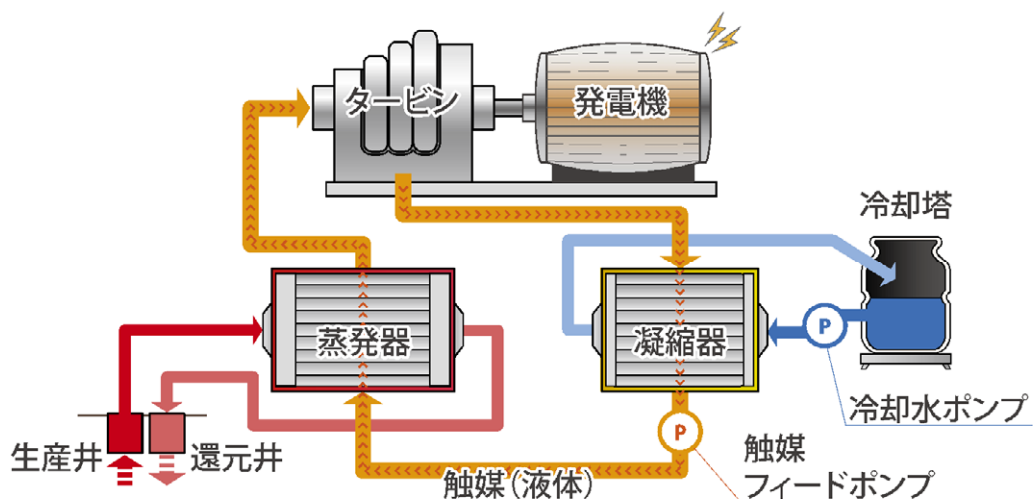 タービン
発電機
冷却塔
蒸発器
凝縮器
P
冷却水ポンプ
生産井
還元井
P
触媒(液体)
触媒
フィードポンプ